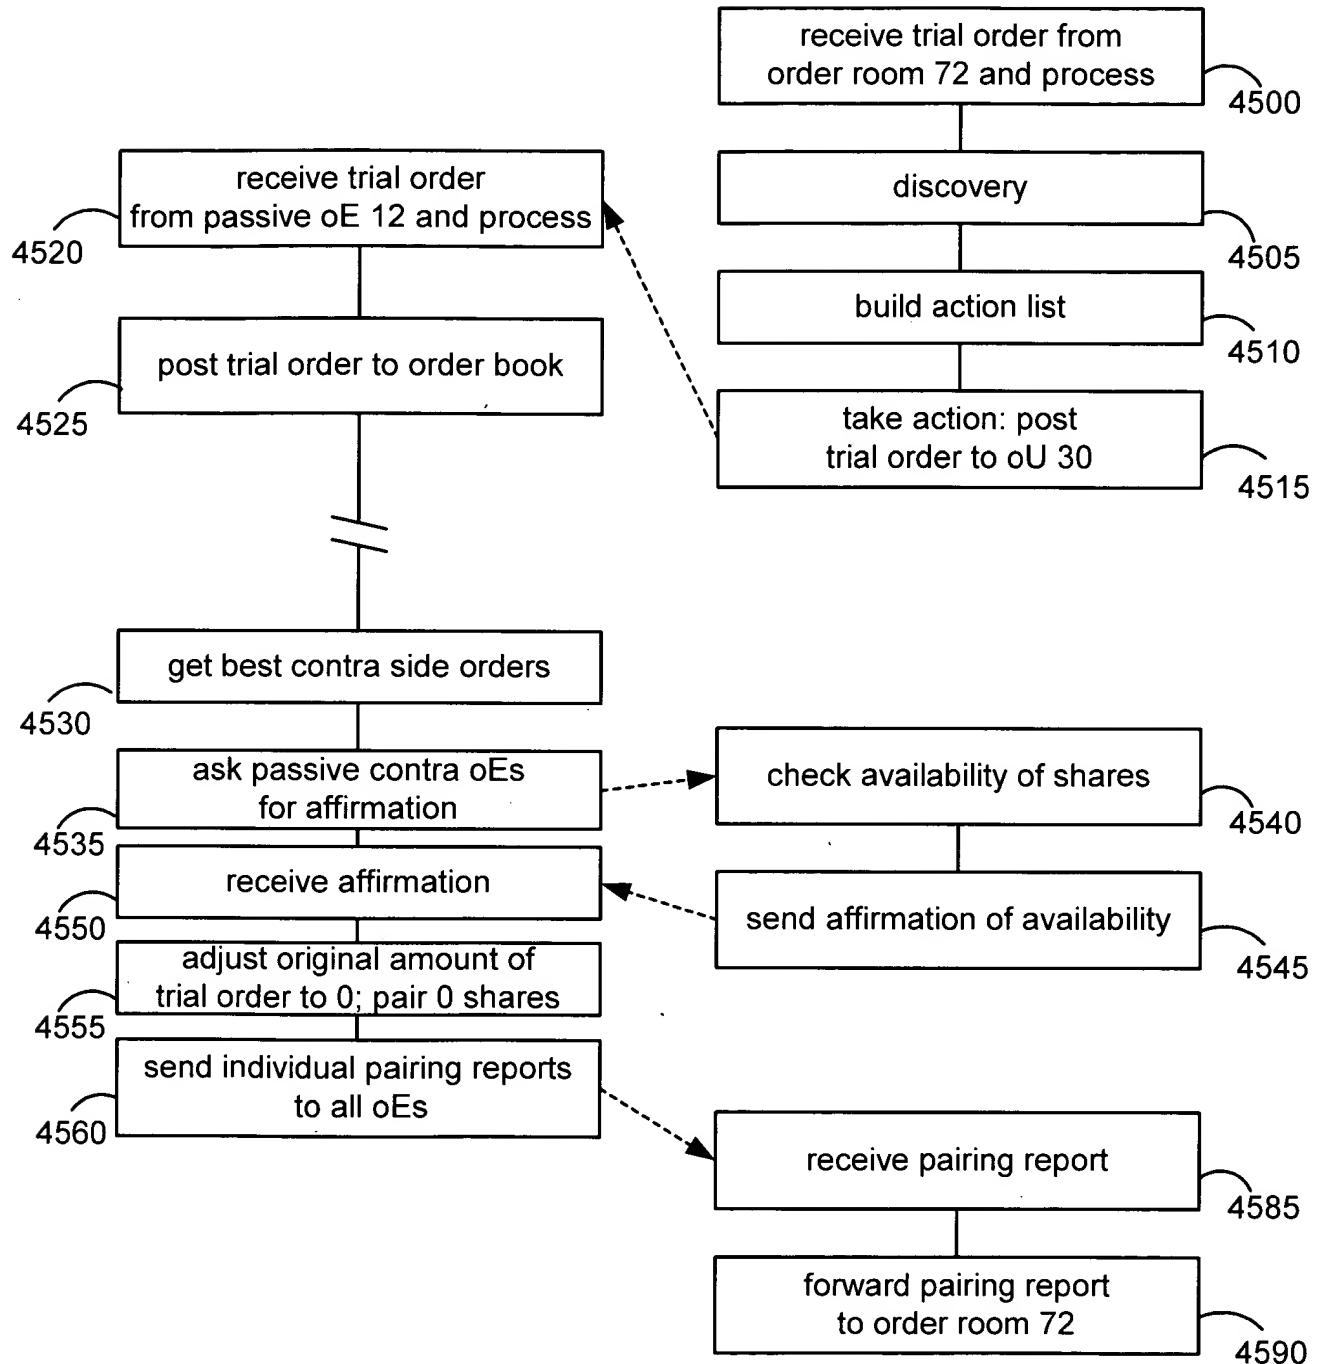 receive trial order from
order room 72 and process
4500
discovery
4505
build action list
4510
take action: post
trial order to oU 30
4515
receive trial order
from passive oE 12 and process
4520
post trial order to order book
4525
get best contra side orders
4530
ask passive contra oEs
for affirmation
4535
check availability of shares
4540
send affirmation of availability
4545
receive affirmation
4550
adjust original amount of
trial order to 0; pair 0 shares
4555
send individual pairing reports
to all oEs
4560
receive pairing report
4585
forward pairing report
to order room 72
4590